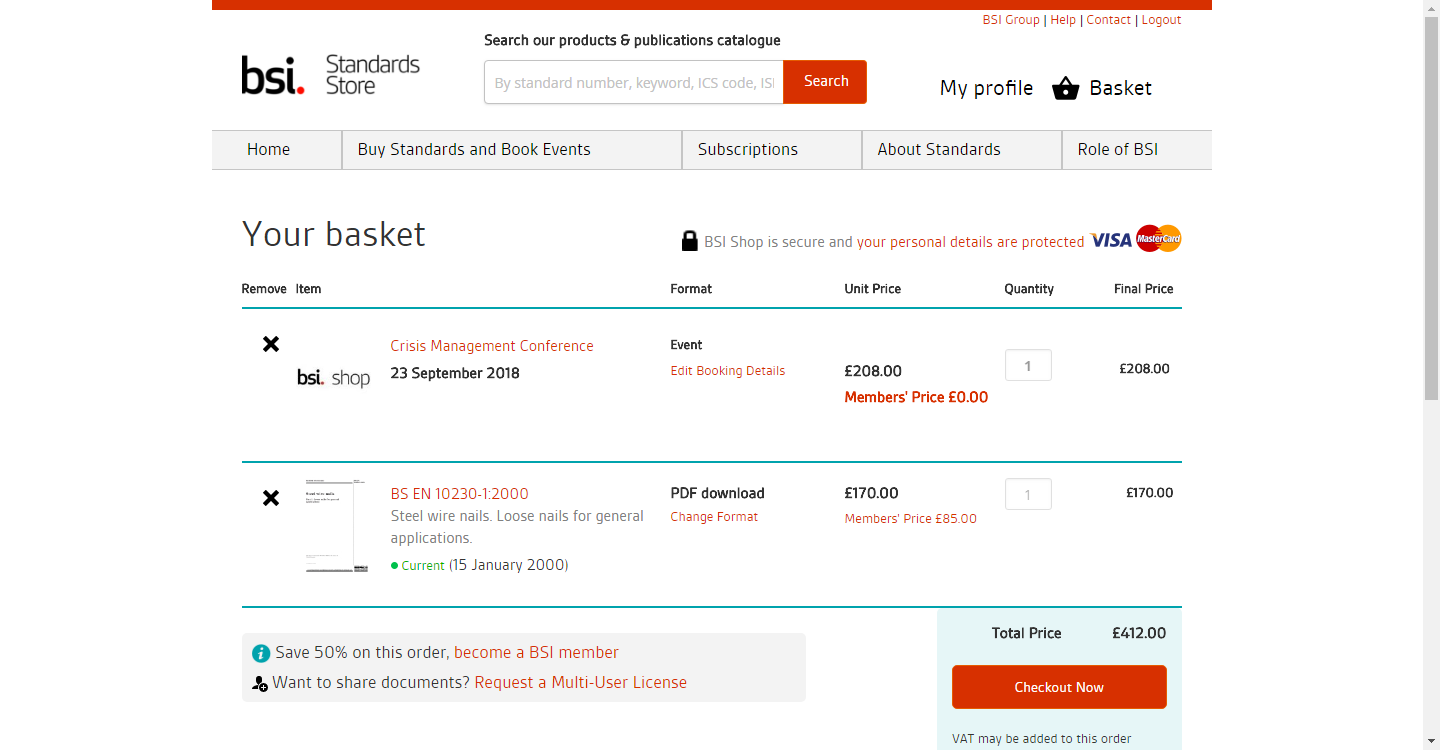 BSI Group | Help | Contact | Logout
Search our products & publications catalogue
bsi. Standards Store
By standard number, keyword, ICS code, ISI
Search
My profile
Basket
Home
Buy Standards and Book Events
Subscriptions
About Standards
Role of BSI
Your basket
BSI Shop is secure and your personal details are protected VISA MasterCard
Remove Item Format Unit Price Quantity Final Price
Crisis Management Conference
23 September 2018
bsi. shop
Event
Edit Booking Details
£208.00
Members' Price £0.00
1
£208.00
BS EN 10230-1:2000
Steel wire nails. Loose nails for general
applications.
Current (15 January 2000)
PDF download
Change Format
£170.00
Members' Price £85.00
1
£170.00
Save 50% on this order, become a BSI member
Want to share documents? Request a Multi-User License
Total Price £412.00
Checkout Now
VAT may be added to this order